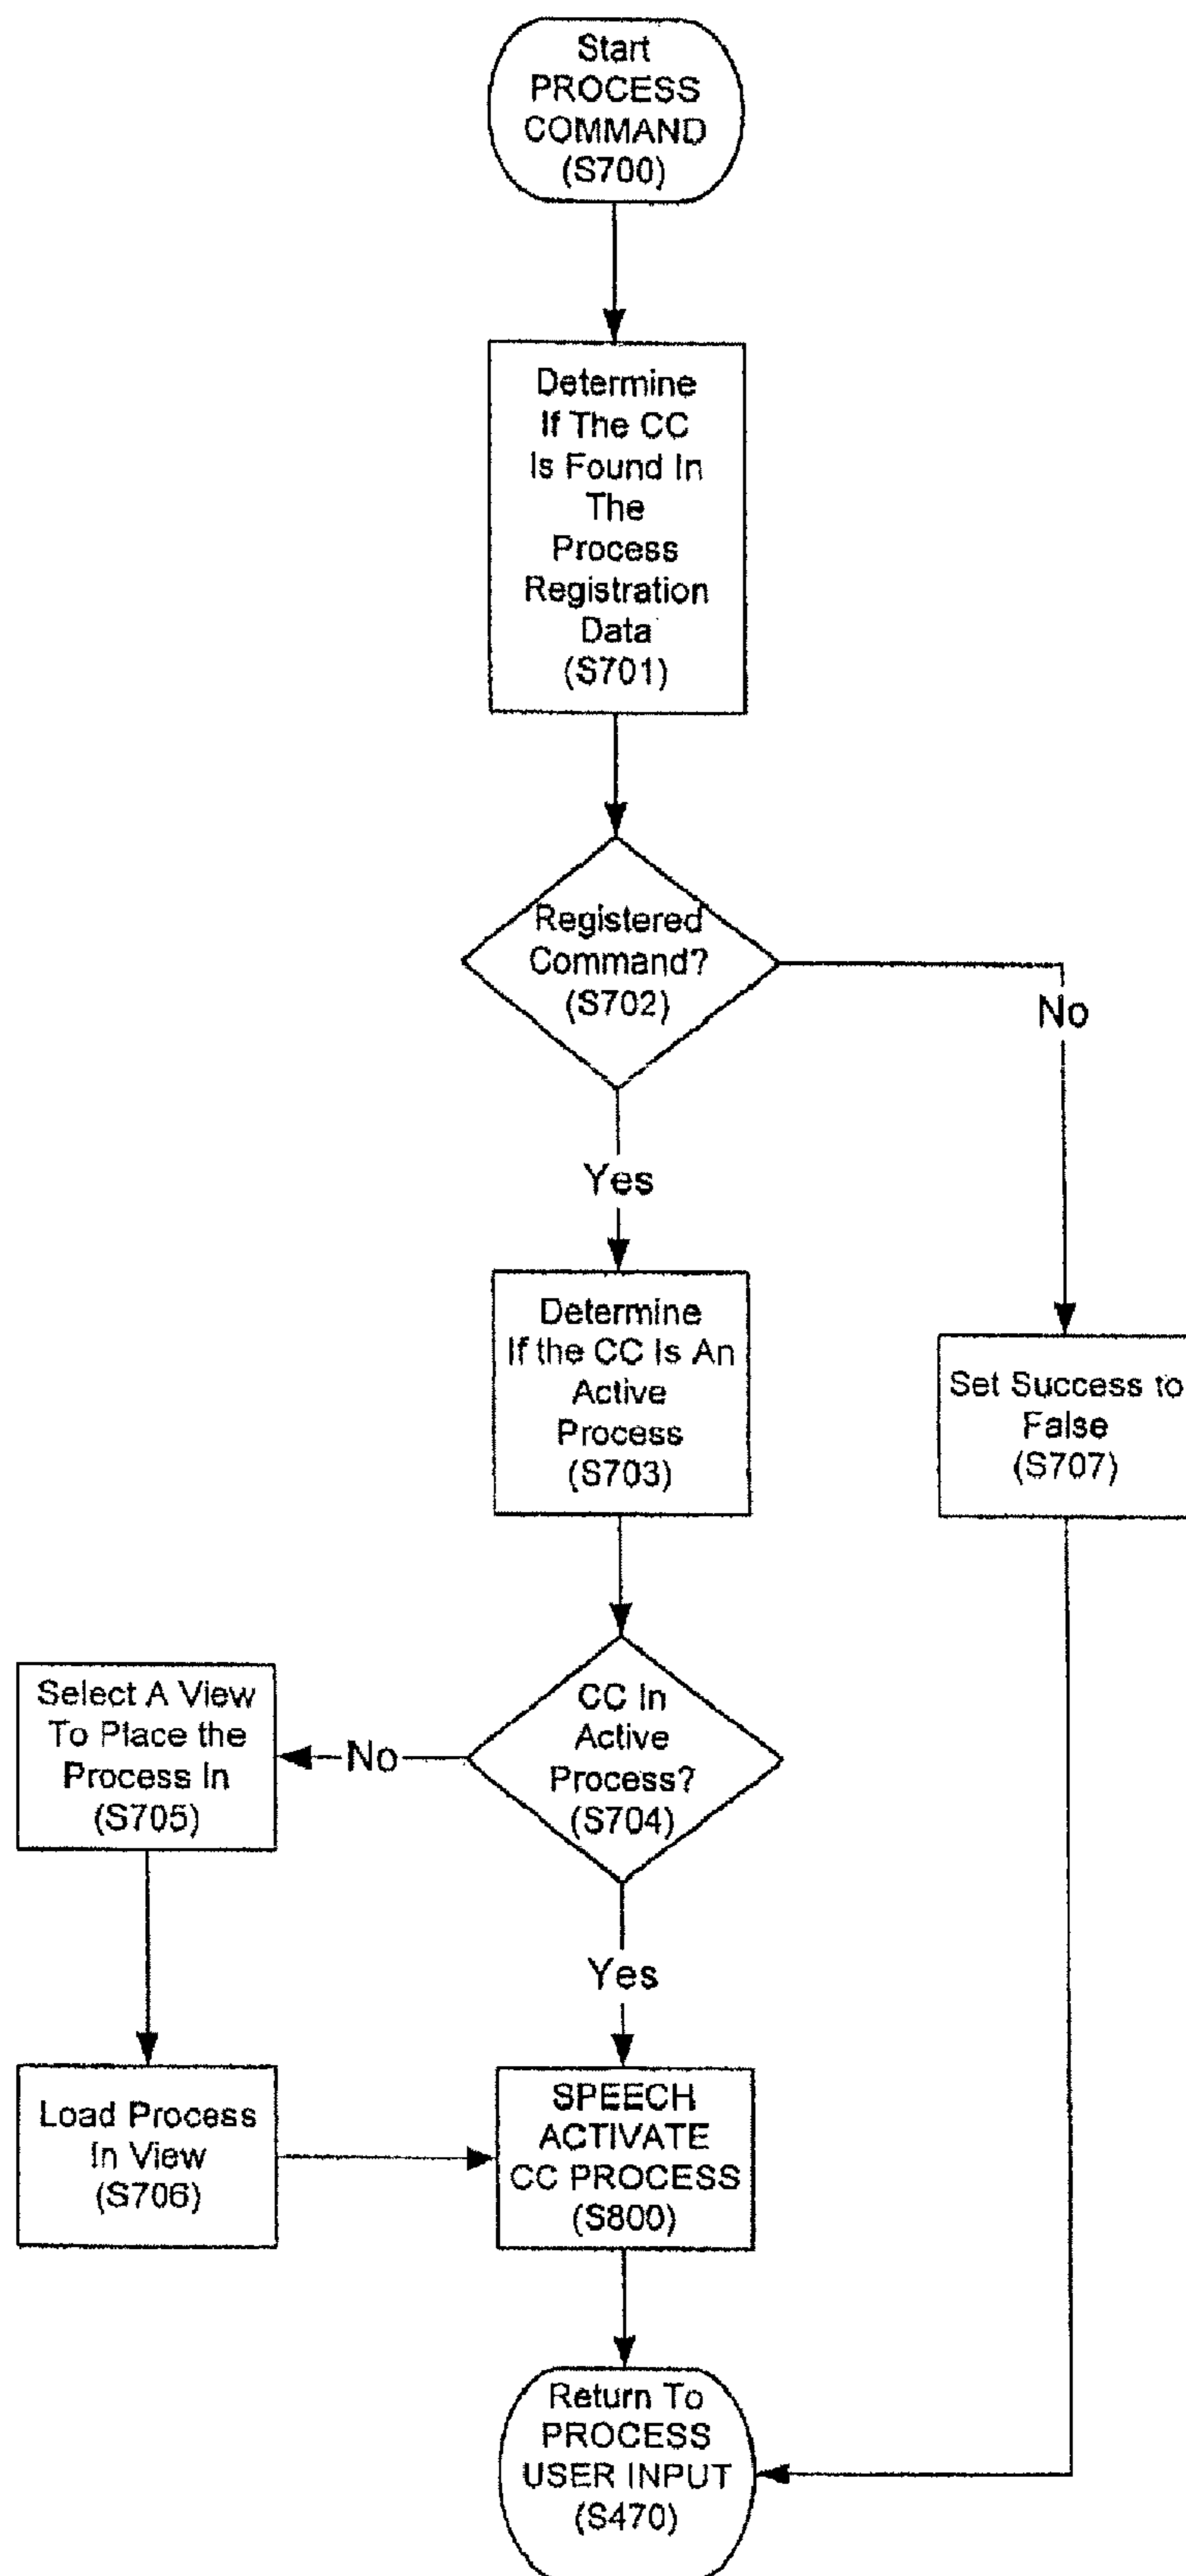 Start
PROCESS
COMMAND
(S700)
Determine
If The CC
Is Found In
The
Process
Registration
Data
(S701)
Registered
Command?
(S702)
No
Yes
Determine
If the CC Is An
Active
Process
(S703)
Set Success to
False
(S707)
Select A View
To Place the
Process In
(S705)
No
CC In
Active
Process?
(S704)
Yes
Load Process
In View
(S706)
SPEECH
ACTIVATE
CC PROCESS
(S800)
Return To
PROCESS
USER INPUT
(S470)